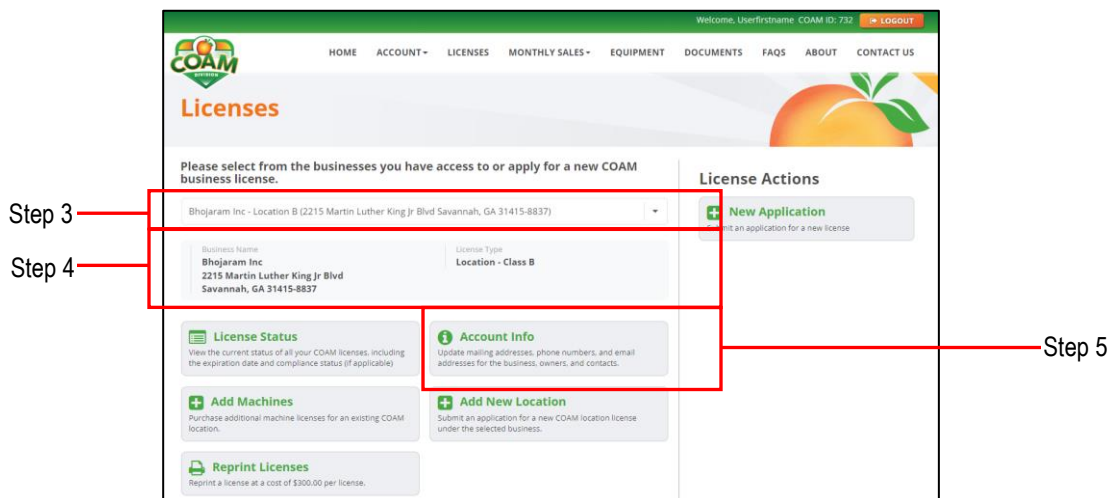 Welcome, Userfirstname COAM ID: 732 LOGOUT
COAM
DIVISION
HOME ACCOUNT LICENSES MONTHLY SALES EQUIPMENT DOCUMENTS FAQS ABOUT CONTACT US
Licenses
Please select from the businesses you have access to or apply for a new COAM
business license.
Step 3
Bhojaram Inc - Location B (2215 Martin Luther King Jr Blvd Savannah, GA 31415-8837)
Step 4
Business Name
Bhojaram Inc
2215 Martin Luther King Jr Blvd
Savannah, GA 31415-8837
License Type
Location - Class B
License Status
View the current status of all your COAM licenses, including
the expiration date and compliance status (if applicable)
Account Info
Update mailing addresses, phone numbers, and email
addresses for the business, owners, and contacts.
Step 5
Add Machines
Purchase additional machine licenses for an existing COAM
location.
Add New Location
Submit an application for a new COAM location license
under the selected business.
Reprint Licenses
Reprint a license at a cost of $300.00 per license.
License Actions
New Application
Submit an application for a new license